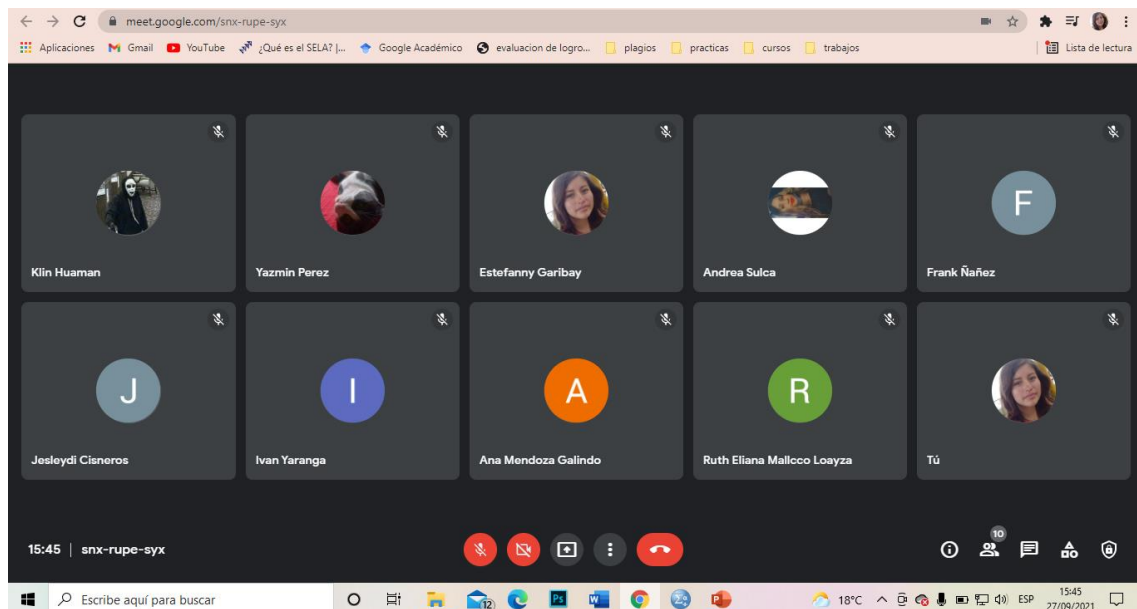 meet.google.com/snx-rupe-syx
Aplicaciones Gmail YouTube ¿Qué es el SELA? |... Google Académico evaluacion de logro... plagios practicas cursos trabajos Lista de lectura
Klin Huaman Yazmin Perez Estefanny Garibay Andrea Sulca Frank Ñañez
F
J I A R
Jesleydi Cisneros Ivan Yaranga Ana Mendoza Galindo Ruth Eliana Mallcco Loayza Tú
15:45 | snx-rupe-syx 10
Escribe aquí para buscar 12 Ps W P 18°C ESP 15:45
27/09/2021